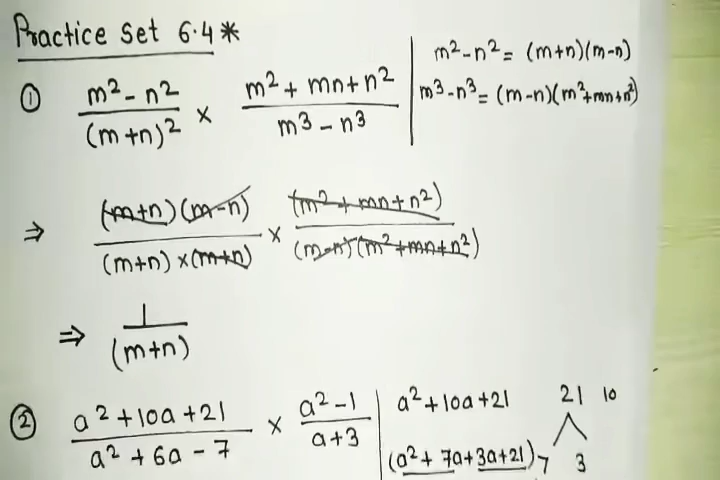 Practice Set 6.4 *
① (m² - n²)/(m+n)² × (m² + mn + n²)/(m³ - n³)
m² - n² = (m+n)(m-n)
m³ - n³ = (m-n)(m²+mn+n²)
⇒ (m+n)(m-n)/(m+n)×(m+n) × (m² + mn + n²)/(m-n)(m²+mn+n²)
⇒ 1/(m+n)
② (a² + 10a + 21)/(a² + 6a - 7) × (a² - 1)/(a+3)
a² + 10a + 21
21 10
(a² + 7a + 3a + 21)
7 3